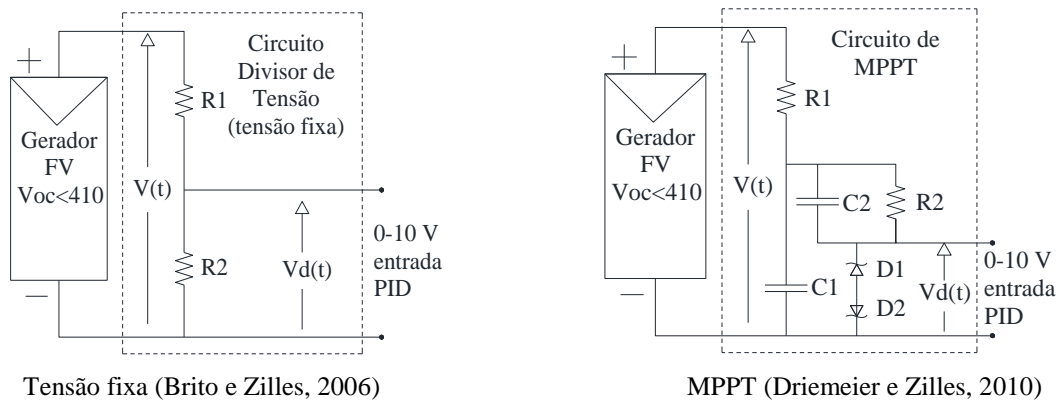 Circuito
Divisor de
Tensão
(tensão fixa)
+
R1
Gerador
FV
Voc<410
V(t)
R2
Vd(t)
0-10 V
entrada
PID
Tensão fixa (Brito e Zilles, 2006)
Circuito de
MPPT
+
R1
Gerador
FV
Voc<410
V(t)
C2
R2
C1
D1
D2
Vd(t)
0-10 V
entrada
PID
MPPT (Driemeier e Zilles, 2010)